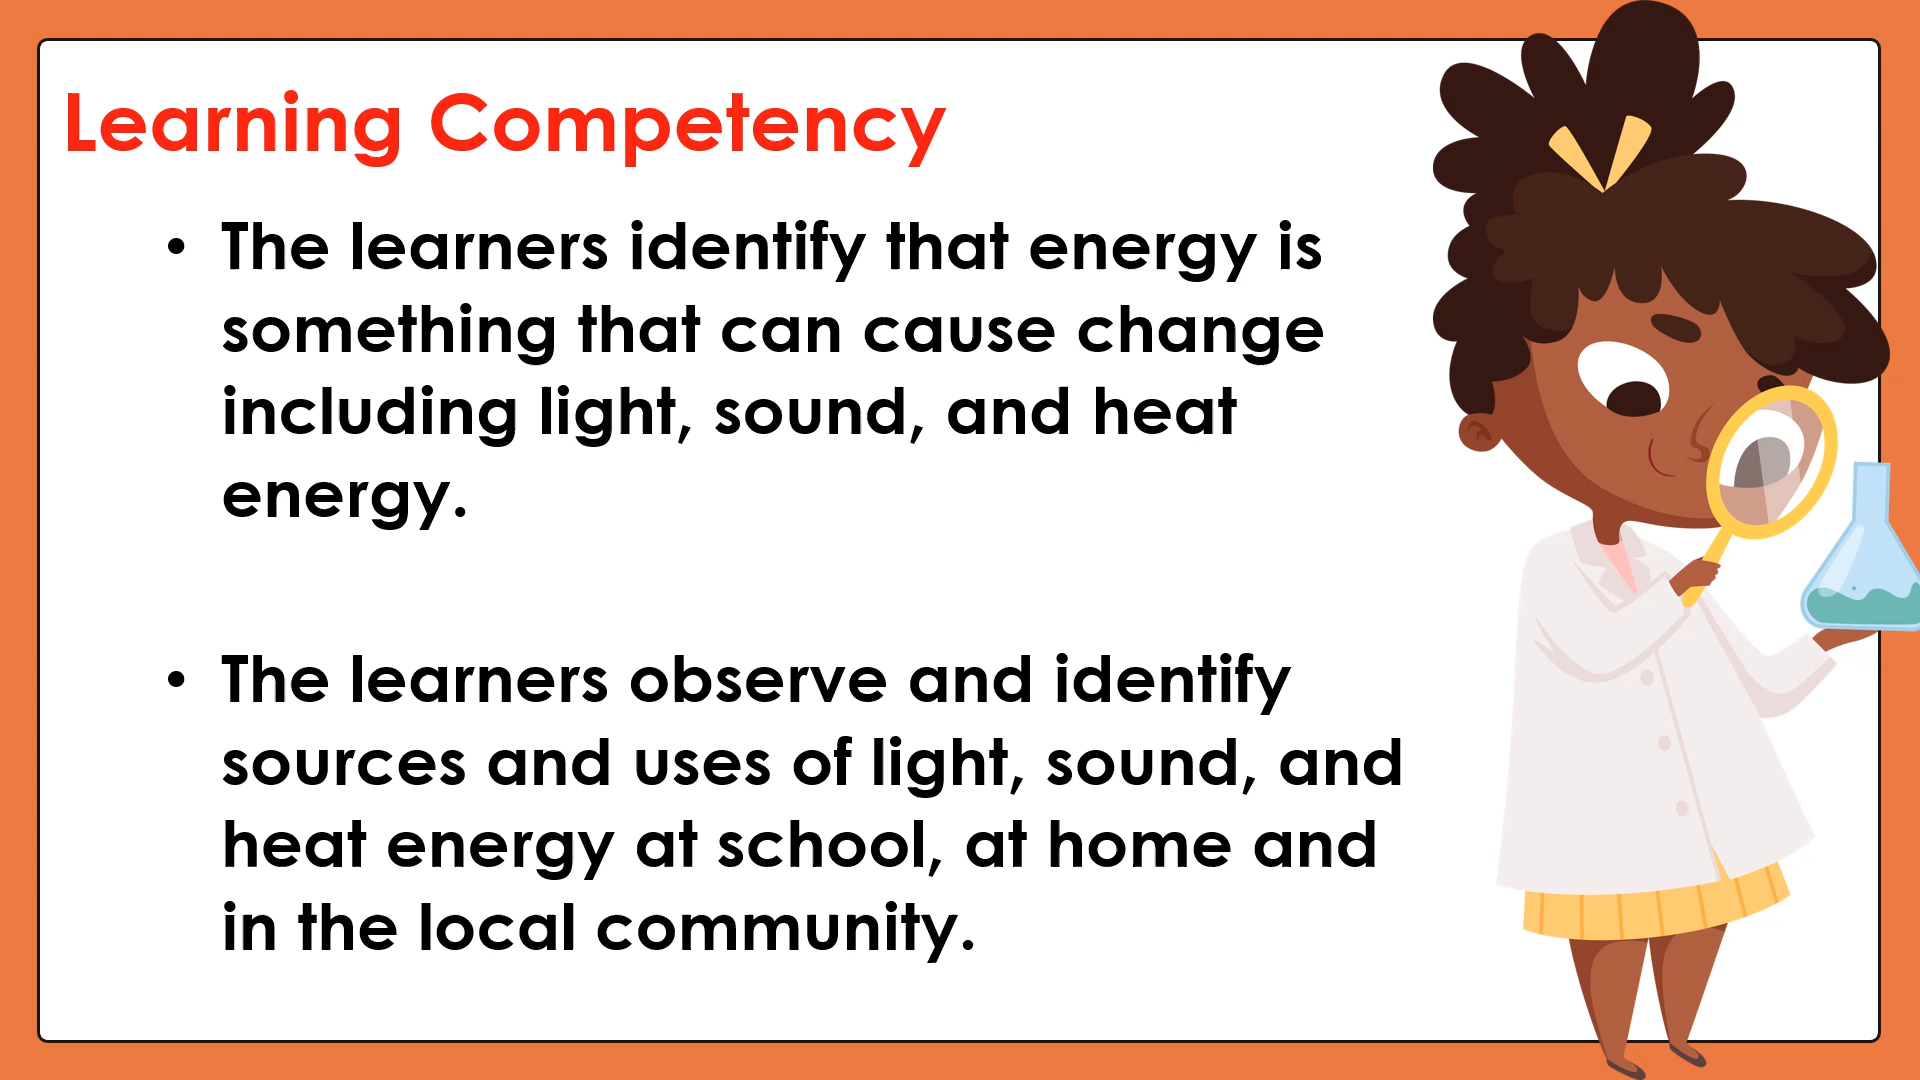 Learning Competency
• The learners identify that energy is
something that can cause change
including light, sound, and heat
energy.
• The learners observe and identify
sources and uses of light, sound, and
heat energy at school, at home and
in the local community.